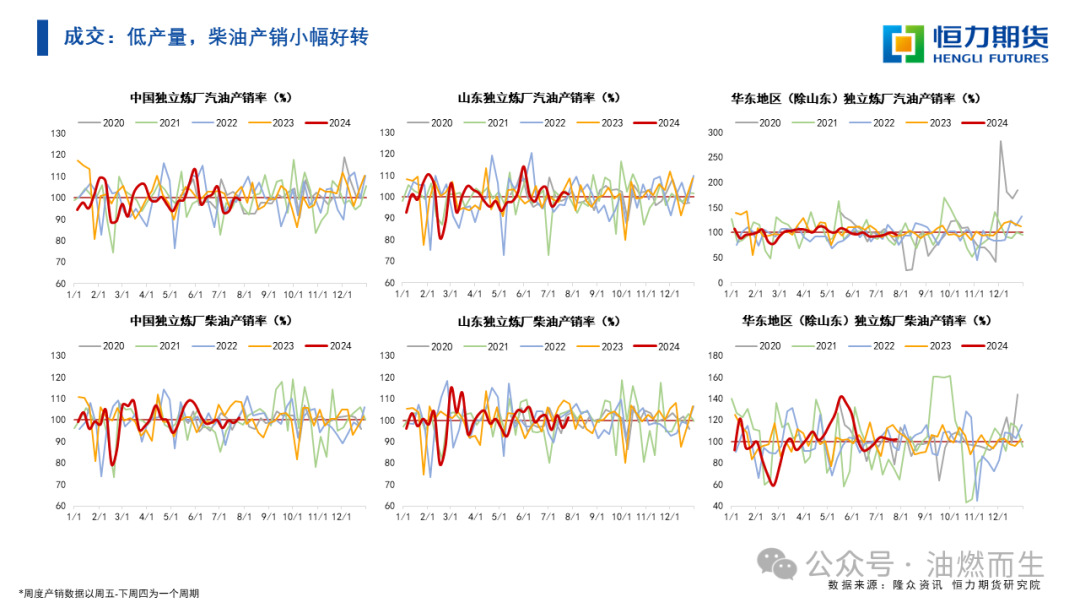 成交：低产量，柴油产销小幅好转
恒力期货
HENGLI FUTURES
中国独立炼厂汽油产销率（%）
2020 2021 2022 2023 2024
130
120
110
100
90
80
70
60
1/1 2/1 3/1 4/1 5/1 6/1 7/1 8/1 9/1 10/1 11/1 12/1
山东独立炼厂汽油产销率（%）
2020 2021 2022 2023 2024
130
120
110
100
90
80
70
60
1/1 2/1 3/1 4/1 5/1 6/1 7/1 8/1 9/1 10/1 11/1 12/1
华东地区（除山东）独立炼厂汽油产销率（%）
2020 2021 2022 2023 2024
300
250
200
150
100
50
0
1/1 2/1 3/1 4/1 5/1 6/1 7/1 8/1 9/1 10/1 11/1 12/1
中国独立炼厂柴油产销率（%）
2020 2021 2022 2023 2024
130
120
110
100
90
80
70
60
1/1 2/1 3/1 4/1 5/1 6/1 7/1 8/1 9/1 10/1 11/1 12/1
山东独立炼厂柴油产销率（%）
2020 2021 2022 2023 2024
130
120
110
100
90
80
70
60
1/1 2/1 3/1 4/1 5/1 6/1 7/1 8/1 9/1 10/1 11/1 12/1
华东地区（除山东）独立炼厂柴油产销率（%）
2020 2021 2022 2023 2024
180
160
140
120
100
80
60
40
1/1 2/1 3/1 4/1 5/1 6/1 7/1 8/1 9/1 10/1 11/1 12/1
公众号·油燃而生
数据来源：隆众资讯 恒力期货研究院
*周度产销数据以周五-下周四为一个周期